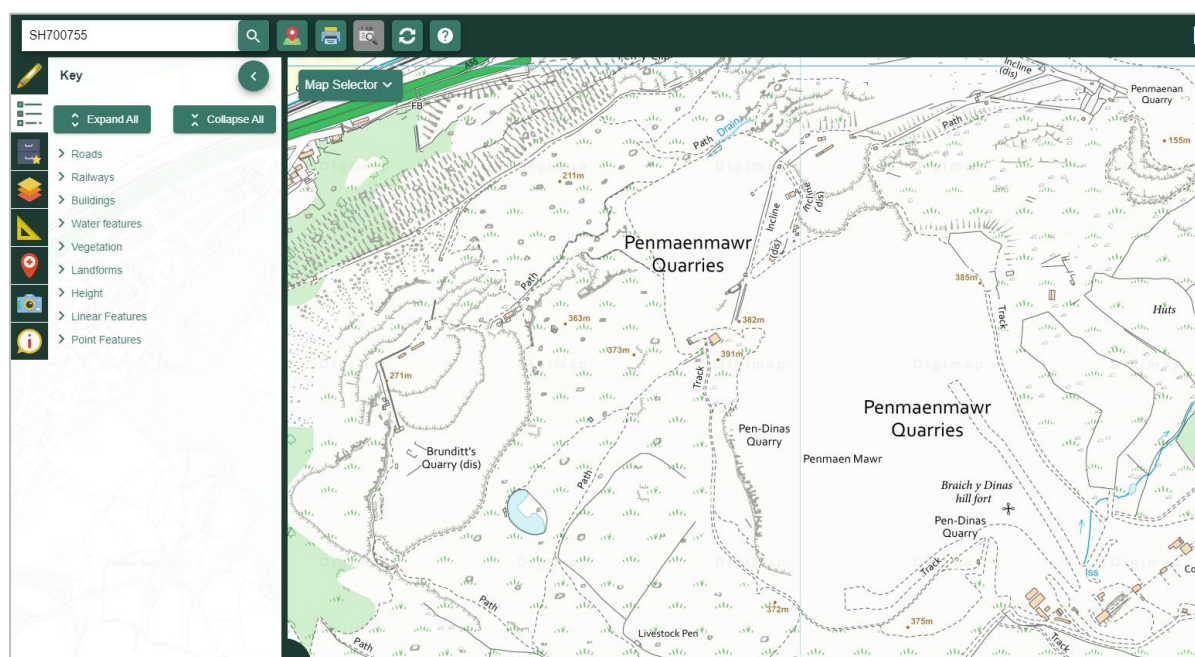 SH700755
Key
Expand All
Collapse All
Roads
Railways
Buildings
Water features
Vegetation
Landforms
Height
Linear Features
Point Features
Map Selector
A55
FB
Path
Drain
Incline
(dis)
Penmaenan
Quarry
Path
155m
211m
Incline
(dis)
Incline
(dis)
Penmaenmawr
Quarries
Path
385m
Track
Huts
363m
382m
373m
391m
271m
Track
Penmaenmawr
Quarries
Brunditt's
Quarry (dis)
Pen-Dinas
Quarry
Penmaen Mawr
Path
Braich y Dinas
hill fort
Pen-Dinas
Quarry
Iss
Track
372m
375m
Path
Livestock Pen
Path
Track
Digimap